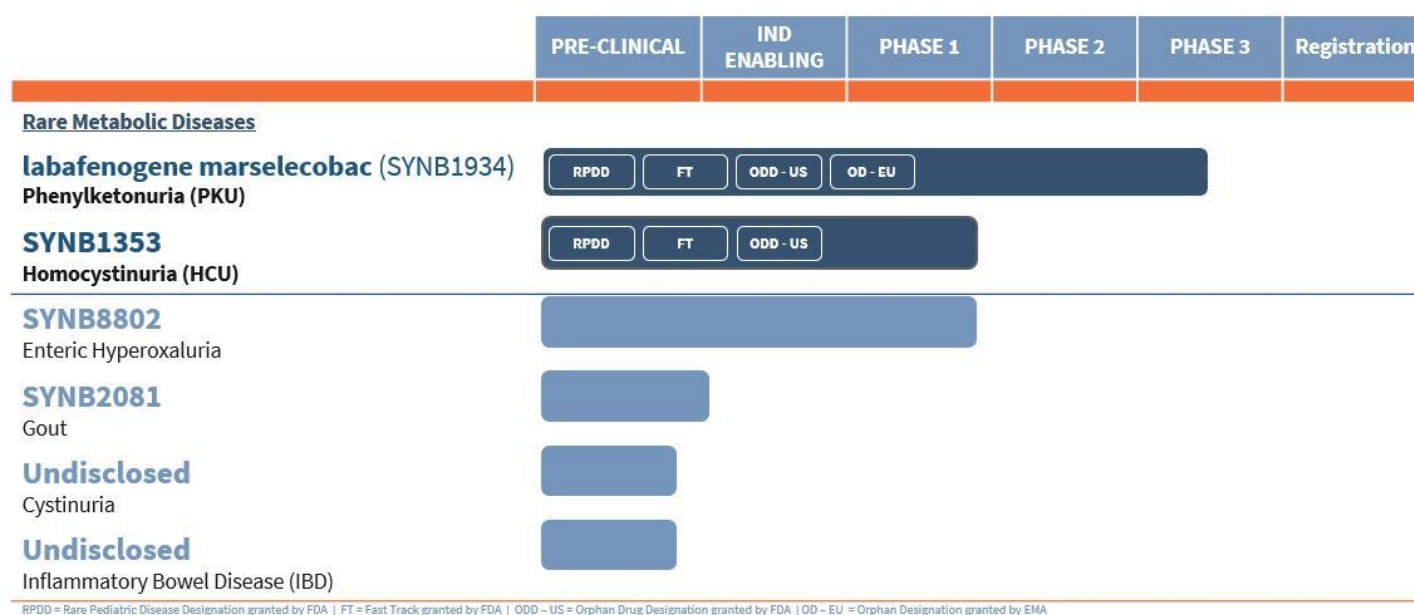 PRE-CLINICAL
IND
ENABLING
PHASE 1
PHASE 2
PHASE 3
Registration
Rare Metabolic Diseases
labafenogene marselecobac (SYNB1934)
Phenylketonuria (PKU)
RPDD
FT
ODD - US
OD - EU
SYNB1353
Homocystinuria (HCU)
RPDD
FT
ODD - US
SYNB8802
Enteric Hyperoxaluria
SYNB2081
Gout
Undisclosed
Cystinuria
Undisclosed
Inflammatory Bowel Disease (IBD)
RPDD = Rare Pediatric Disease Designation granted by FDA | FT = Fast Track granted by FDA | ODD – US = Orphan Drug Designation granted by FDA | OD – EU = Orphan Designation granted by EMA